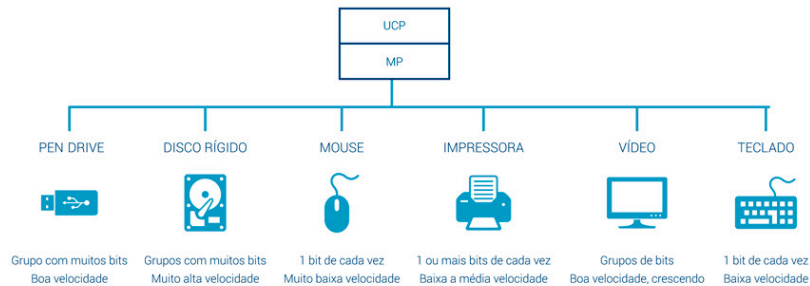 UCP
MP
PEN DRIVE
DISCO RÍGIDO
MOUSE
IMPRESSORA
VÍDEO
TECLADO
Grupo com muitos bits
Boa velocidade
Grupos com muitos bits
Muito alta velocidade
1 bit de cada vez
Muito baixa velocidade
1 ou mais bits de cada vez
Baixa a média velocidade
Grupos de bits
Boa velocidade, crescendo
1 bit de cada vez
Baixa velocidade